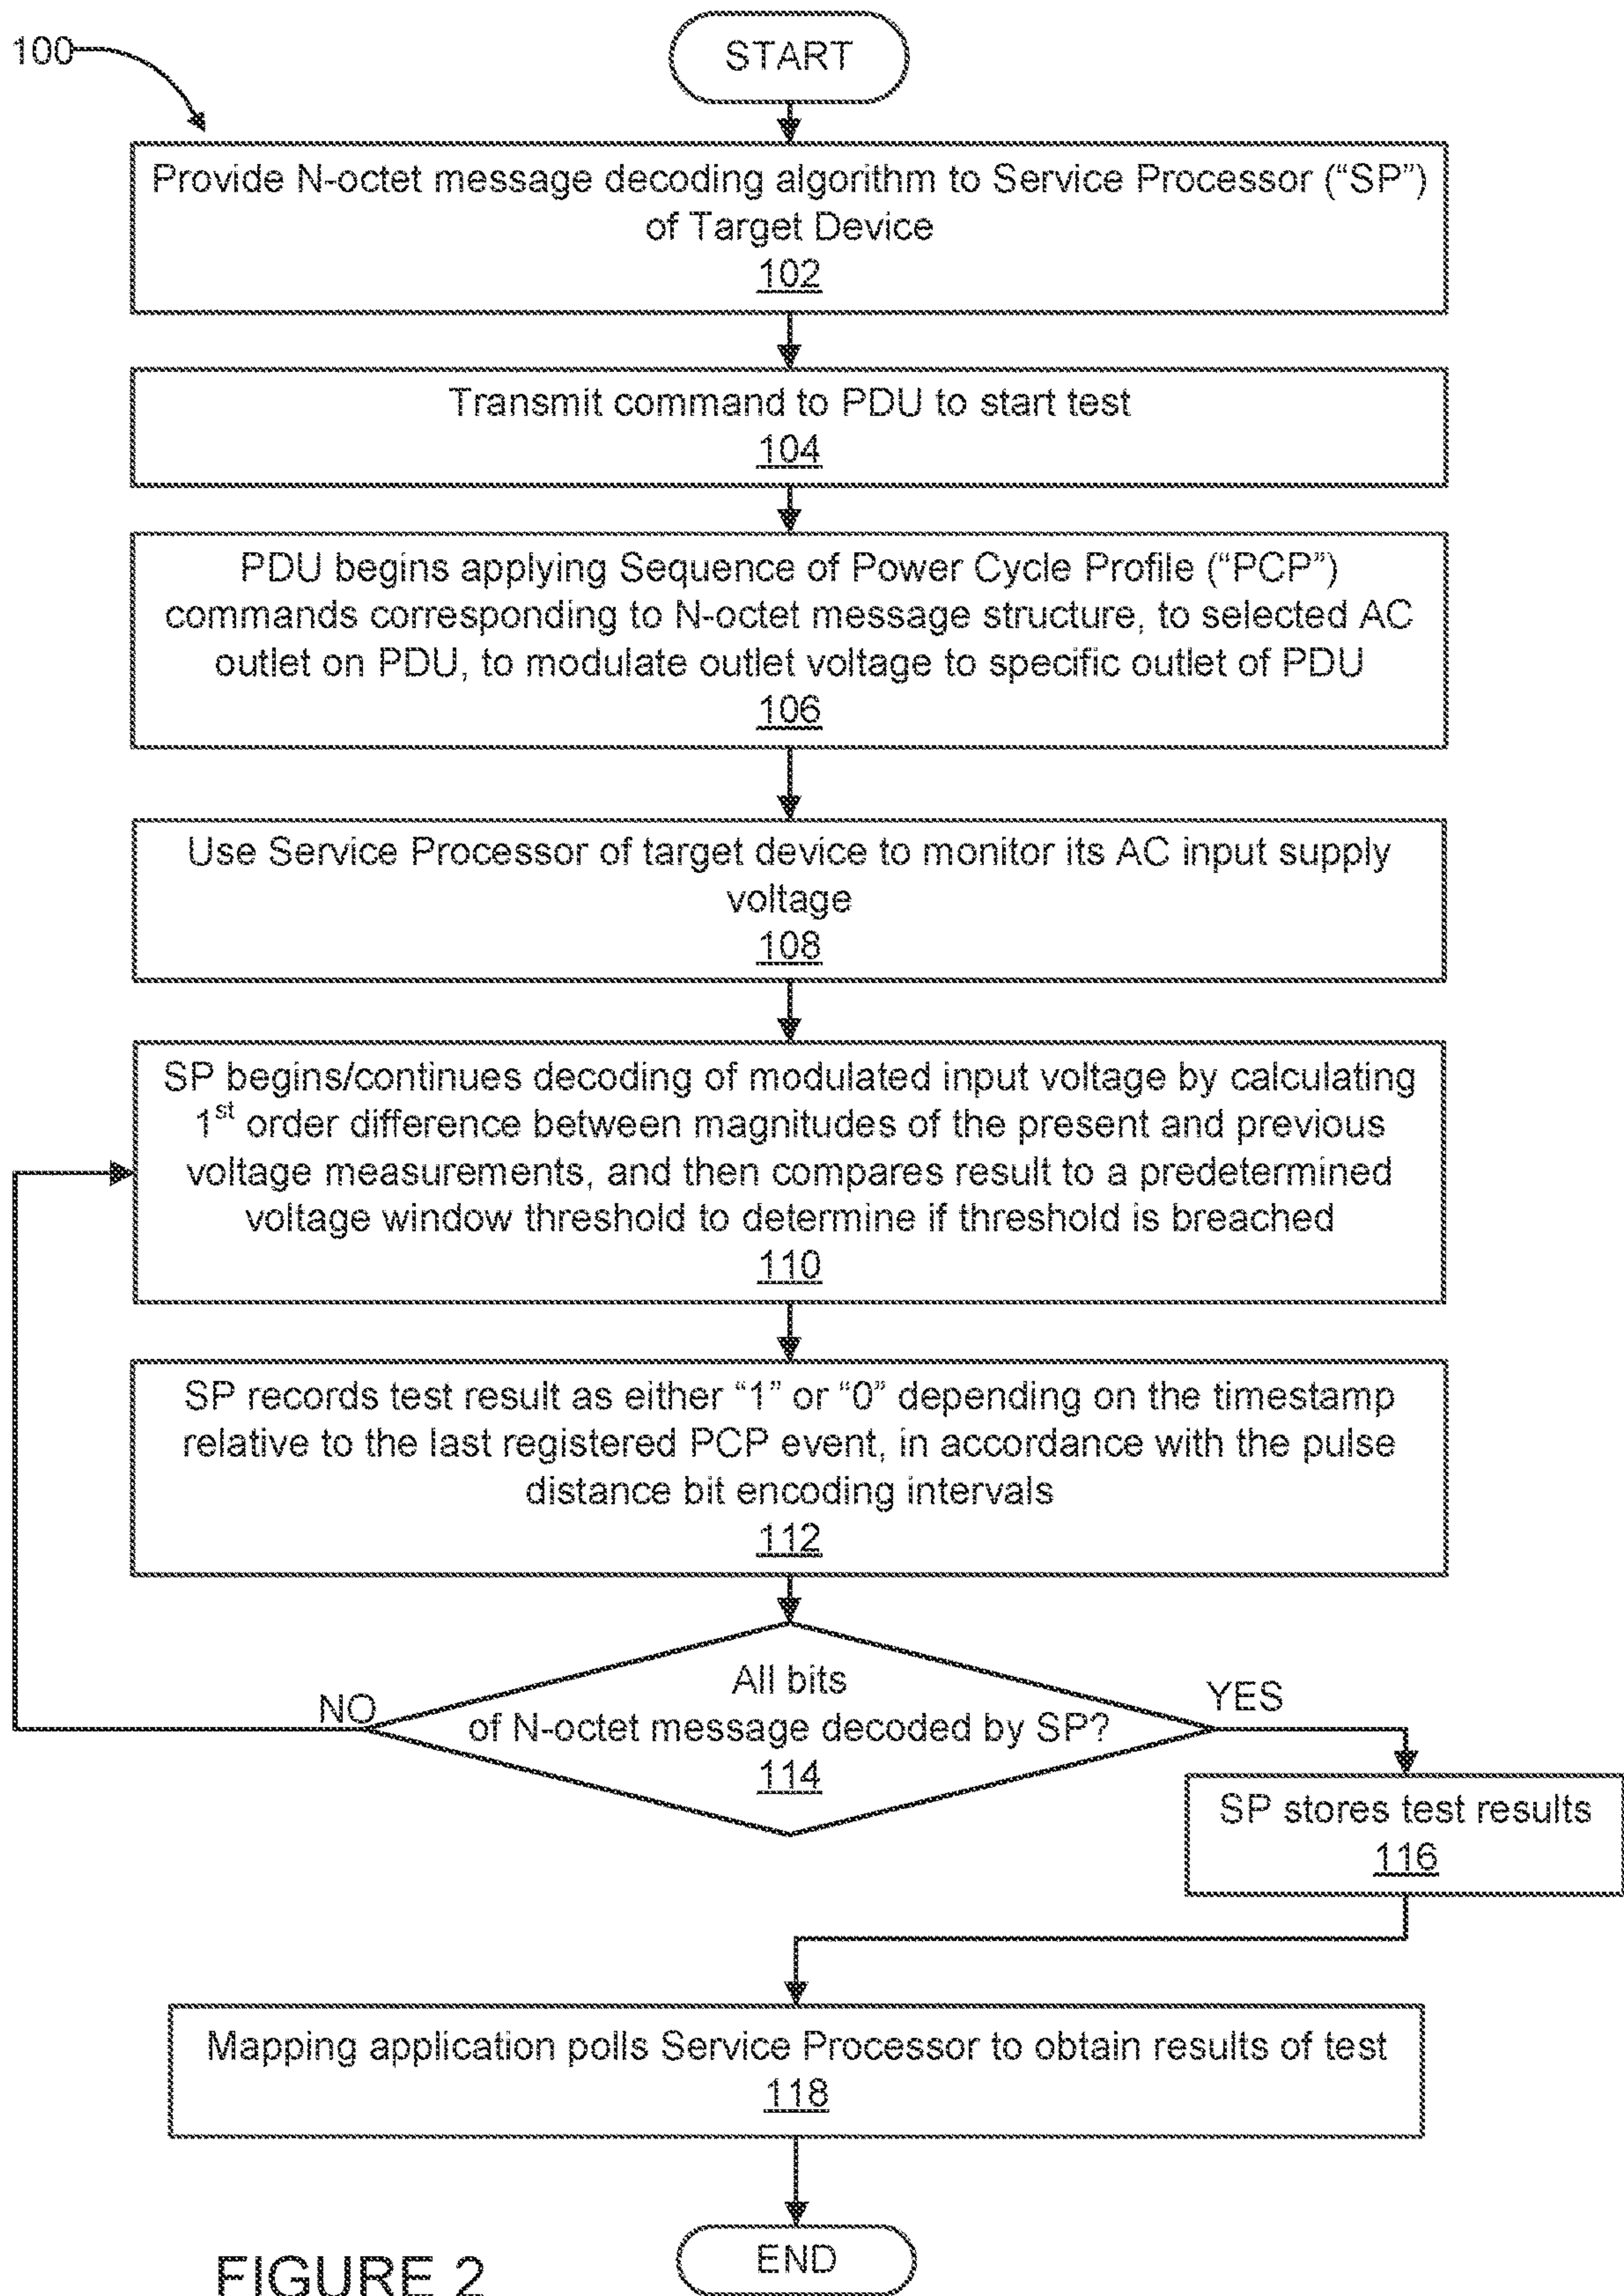 100
START
Provide N-octet message decoding algorithm to Service Processor (“SP”)
of Target Device
102
Transmit command to PDU to start test
104
PDU begins applying Sequence of Power Cycle Profile (“PCP”)
commands corresponding to N-octet message structure, to selected AC
outlet on PDU, to modulate outlet voltage to specific outlet of PDU
106
Use Service Processor of target device to monitor its AC input supply
voltage
108
SP begins/continues decoding of modulated input voltage by calculating
1st order difference between magnitudes of the present and previous
voltage measurements, and then compares result to a predetermined
voltage window threshold to determine if threshold is breached
110
SP records test result as either “1” or “0” depending on the timestamp
relative to the last registered PCP event, in accordance with the pulse
distance bit encoding intervals
112
All bits
of N-octet message decoded by SP?
114
NO
YES
SP stores test results
116
Mapping application polls Service Processor to obtain results of test
118
END
FIGURE 2